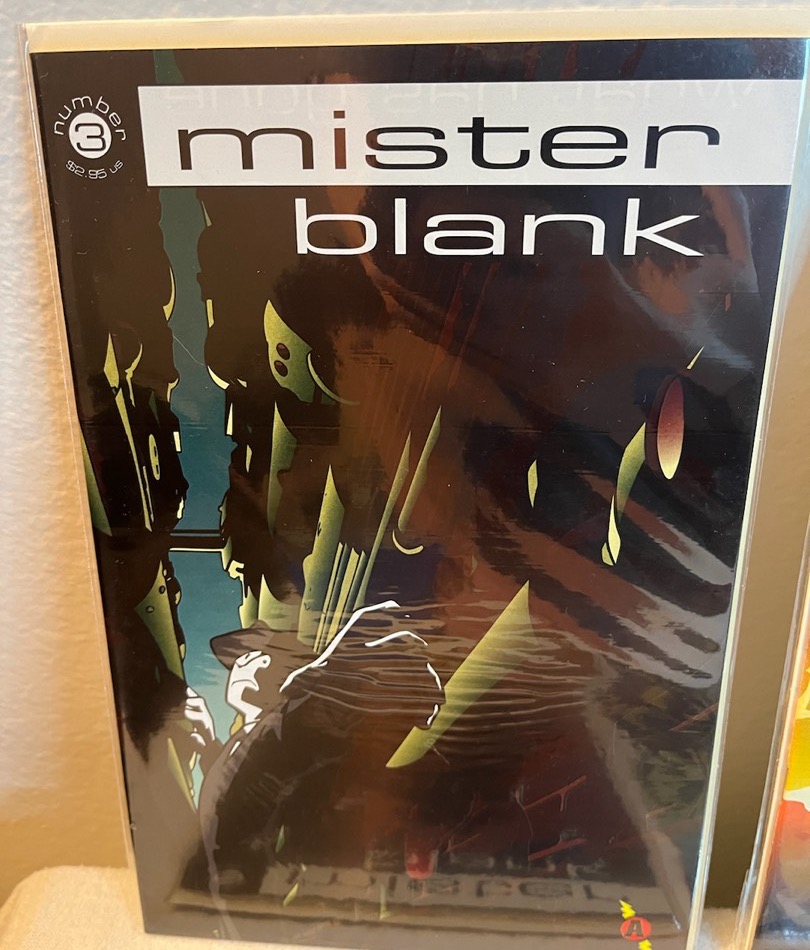 number
3
$2.95 US
mister
blank
A